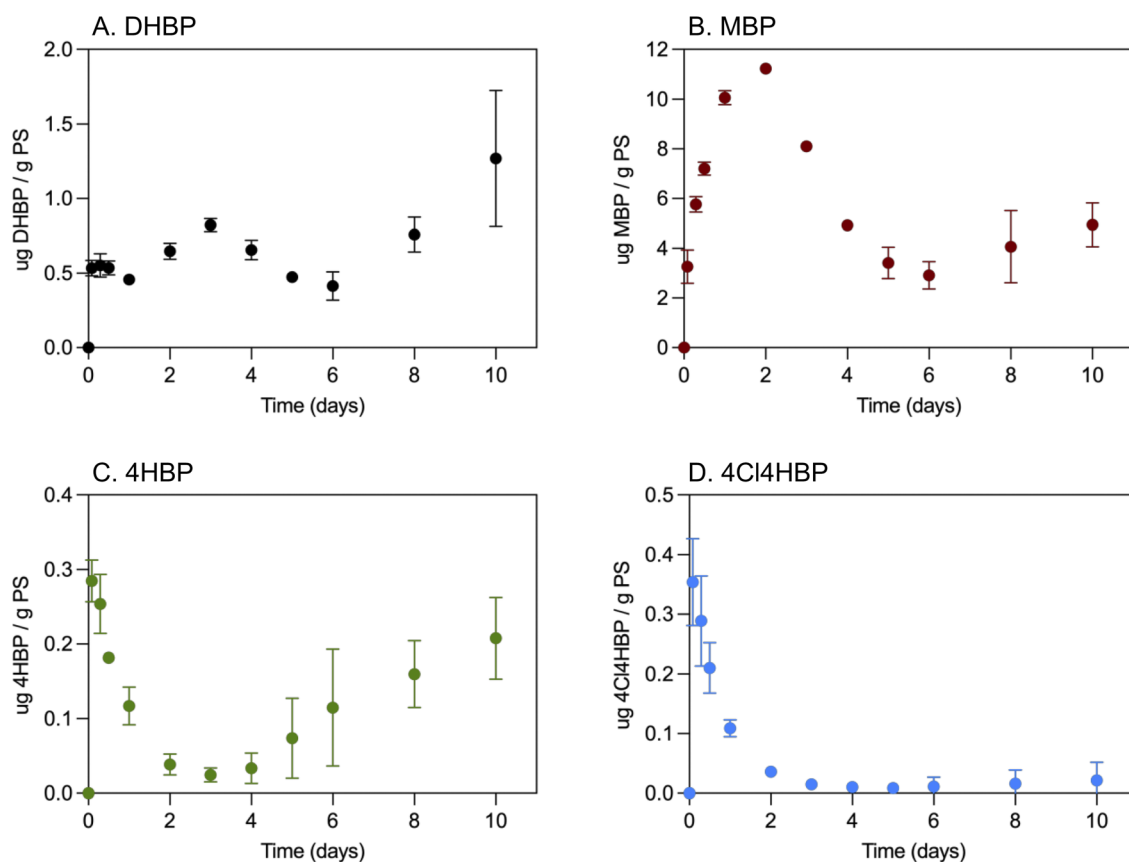 A. DHBP
2.0
1.5
1.0
0.5
0.0
ug DHBP / g PS
0 2 4 6 8 10
Time (days)
B. MBP
12
10
8
6
4
2
0
ug MBP / g PS
0 2 4 6 8 10
Time (days)
C. 4HBP
0.4
0.3
0.2
0.1
0.0
ug 4HBP / g PS
0 2 4 6 8 10
Time (days)
D. 4Cl4HBP
0.5
0.4
0.3
0.2
0.1
0.0
ug 4Cl4HBP / g PS
0 2 4 6 8 10
Time (days)